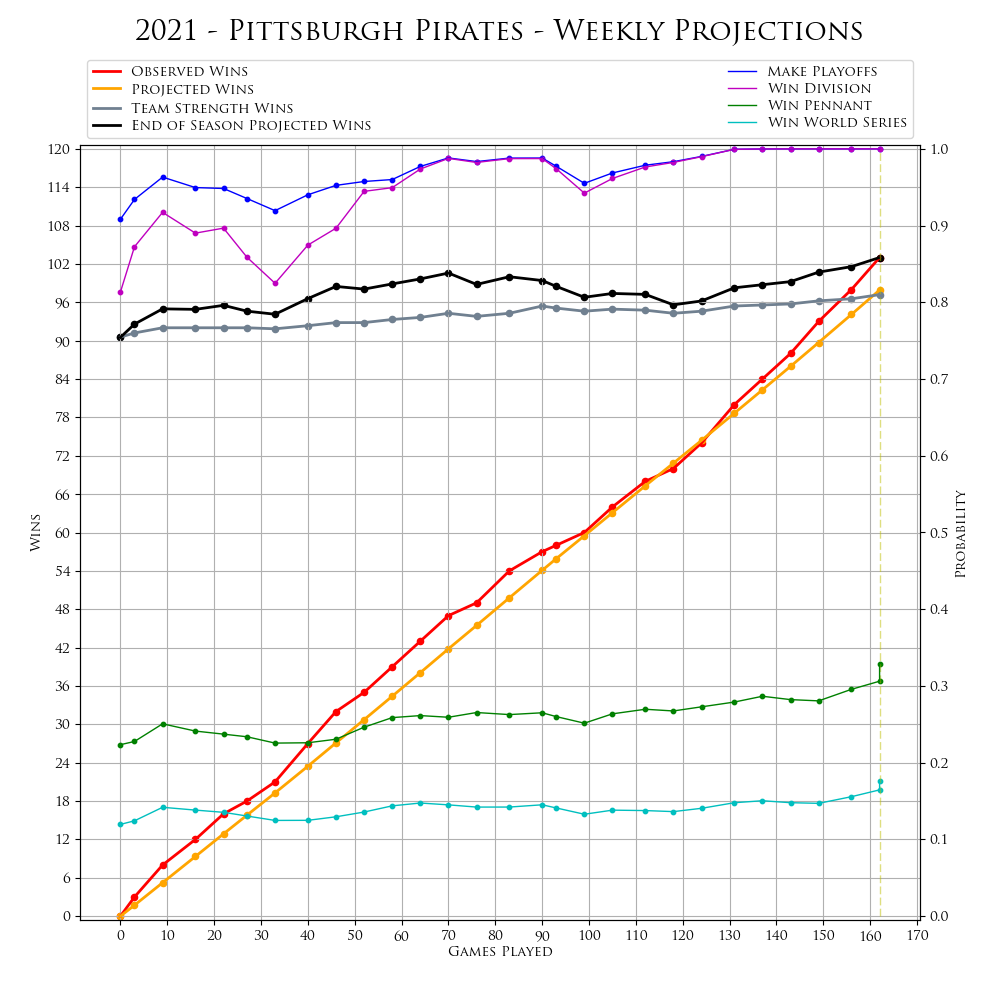 2021 - Pittsburgh Pirates - Weekly Projections
Observed Wins
Projected Wins
Team Strength Wins
End of Season Projected Wins
Make Playoffs
Win Division
Win Pennant
Win World Series
120
114
108
102
96
90
84
78
72
66
60
54
48
42
36
30
24
18
12
6
0
Wins
1.0
0.9
0.8
0.7
0.6
0.5
0.4
0.3
0.2
0.1
0.0
Probability
0 10 20 30 40 50 60 70 80 90 100 110 120 130 140 150 160 170
Games Played